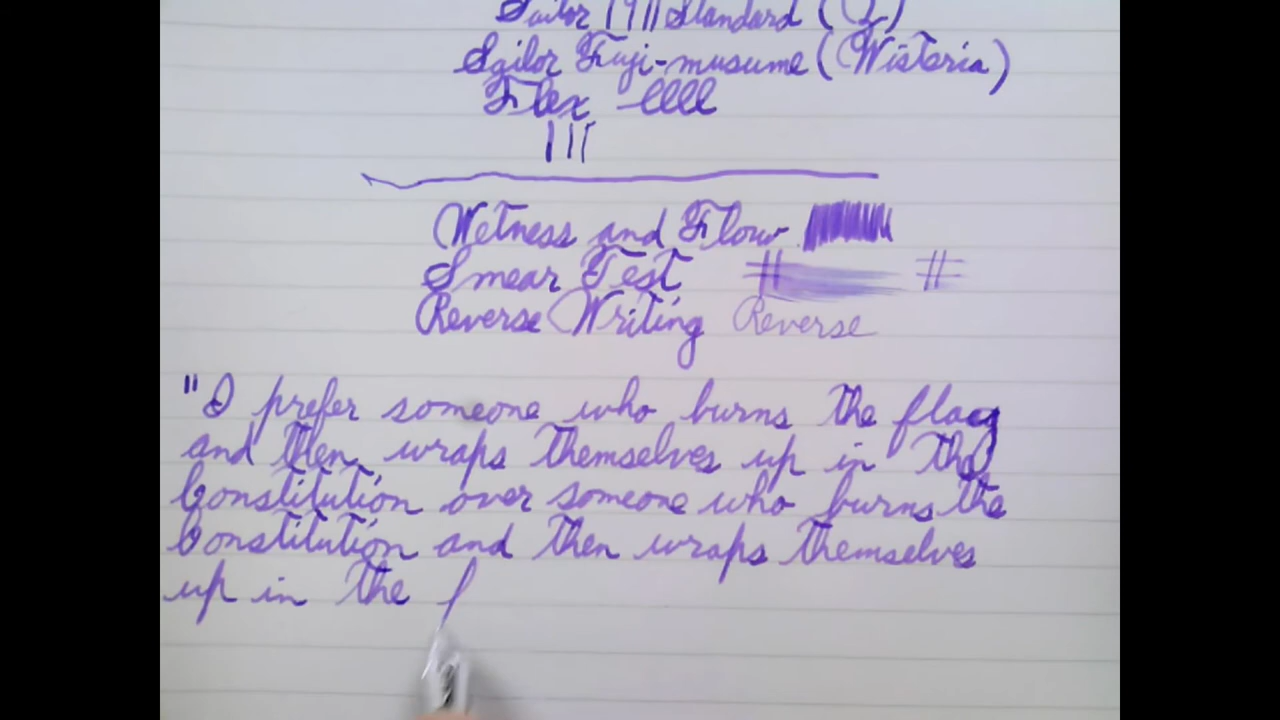 Sailor 1911 Standard (Z)
Sailor Fuji-musume (Wisteria)
Flex llll
Wetness and Flow
Smear Test
Reverse Writing Reverse
"I prefer someone who burns the flag
and then wraps themselves up in the
Constitution over someone who burns the
Constitution and then wraps themselves
up in the f